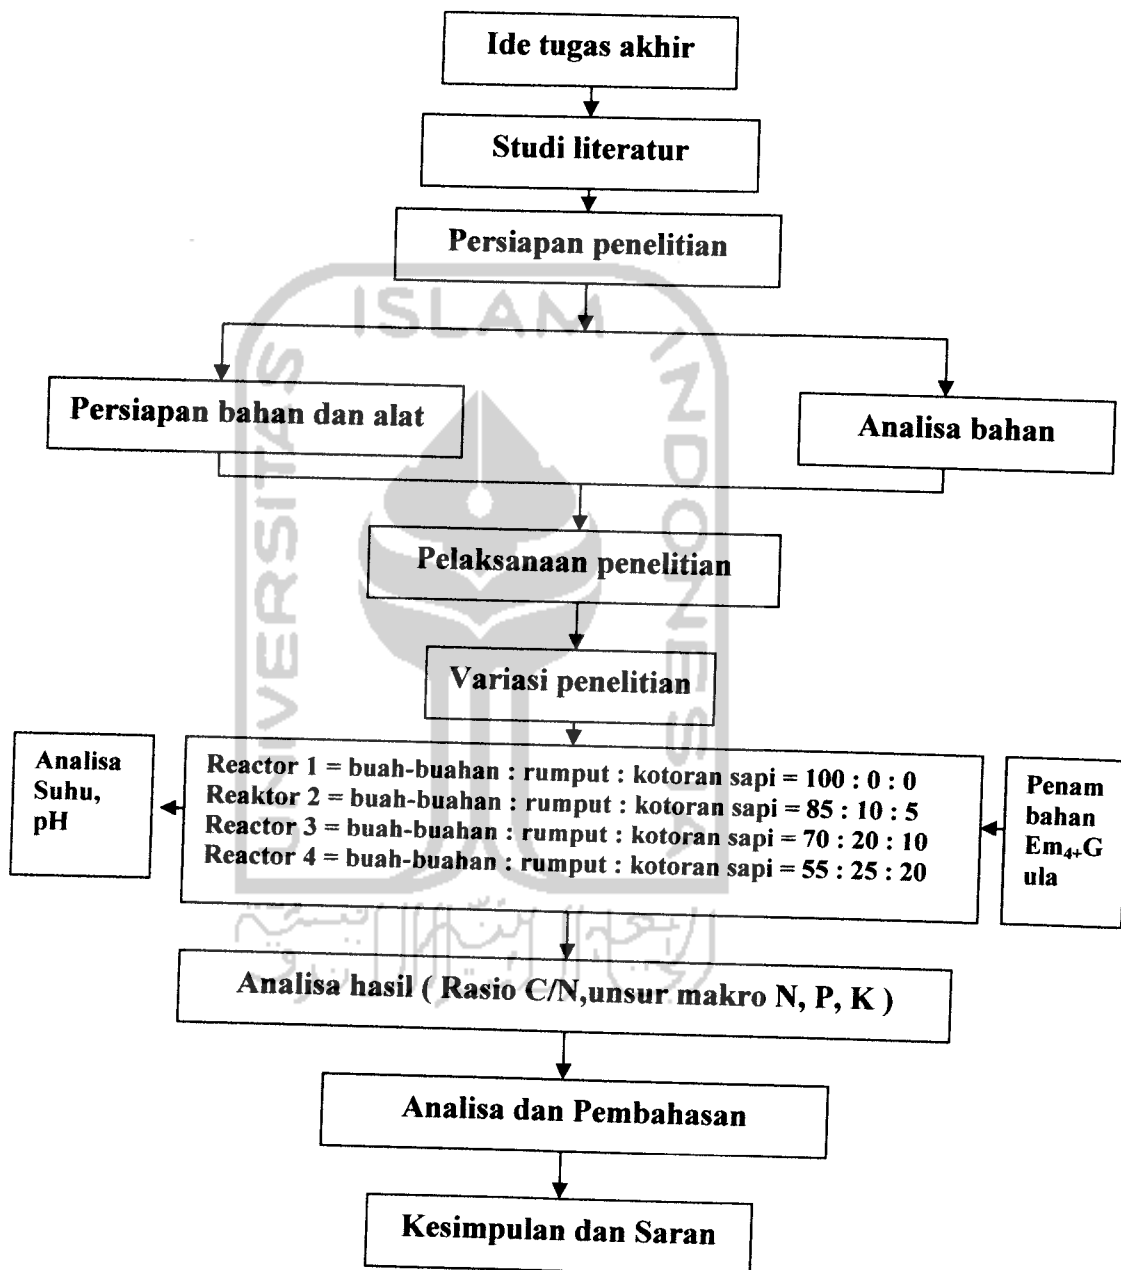 Ide tugas akhir
Studi literatur
Persiapan penelitian
Persiapan bahan dan alat
Analisa bahan
Pelaksanaan penelitian
Variasi penelitian
Analisa
Suhu,
pH
Reactor 1 = buah-buahan : rumput : kotoran sapi = 100 : 0 : 0
Reaktor 2 = buah-buahan : rumput : kotoran sapi = 85 : 10 : 5
Reactor 3 = buah-buahan : rumput : kotoran sapi = 70 : 20 : 10
Reactor 4 = buah-buahan : rumput : kotoran sapi = 55 : 25 : 20
Penam
bahan
Em₄₊G
ula
Analisa hasil ( Rasio C/N,unsur makro N, P, K )
Analisa dan Pembahasan
Kesimpulan dan Saran
UNIVERSITAS
ISLAM
INDONESIA